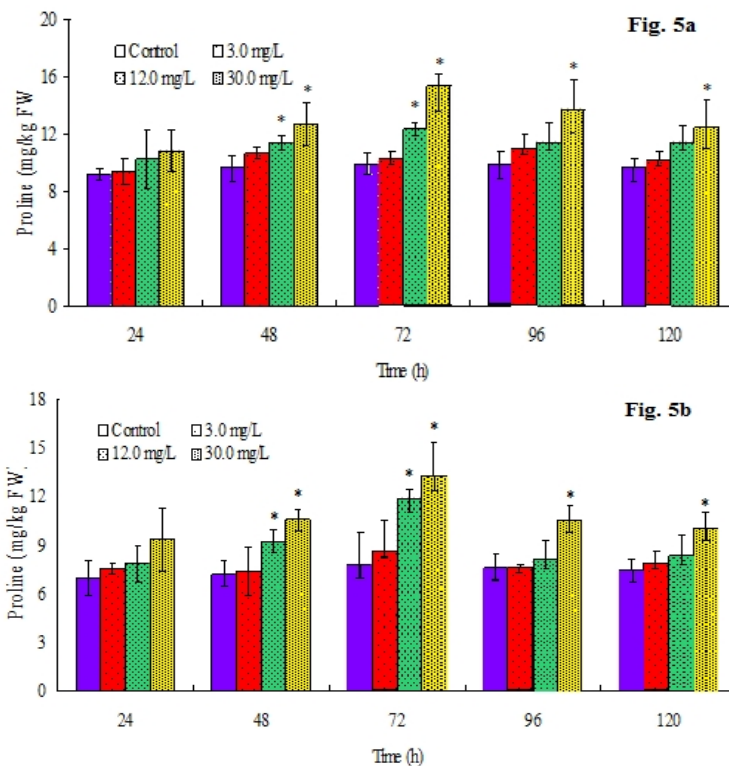 Fig. 5a
Proline (mg/kg FW
20
16
12
8
4
0
Control 3.0 mg/L
12.0 mg/L 30.0 mg/L
* * * * * *
24 48 72 96 120
Time (h)
Fig. 5b
Proline (mg/kg FW.
18
15
12
9
6
3
0
Control 3.0 mg/L
12.0 mg/L 30.0 mg/L
* * * * * *
24 48 72 96 120
Time (h)